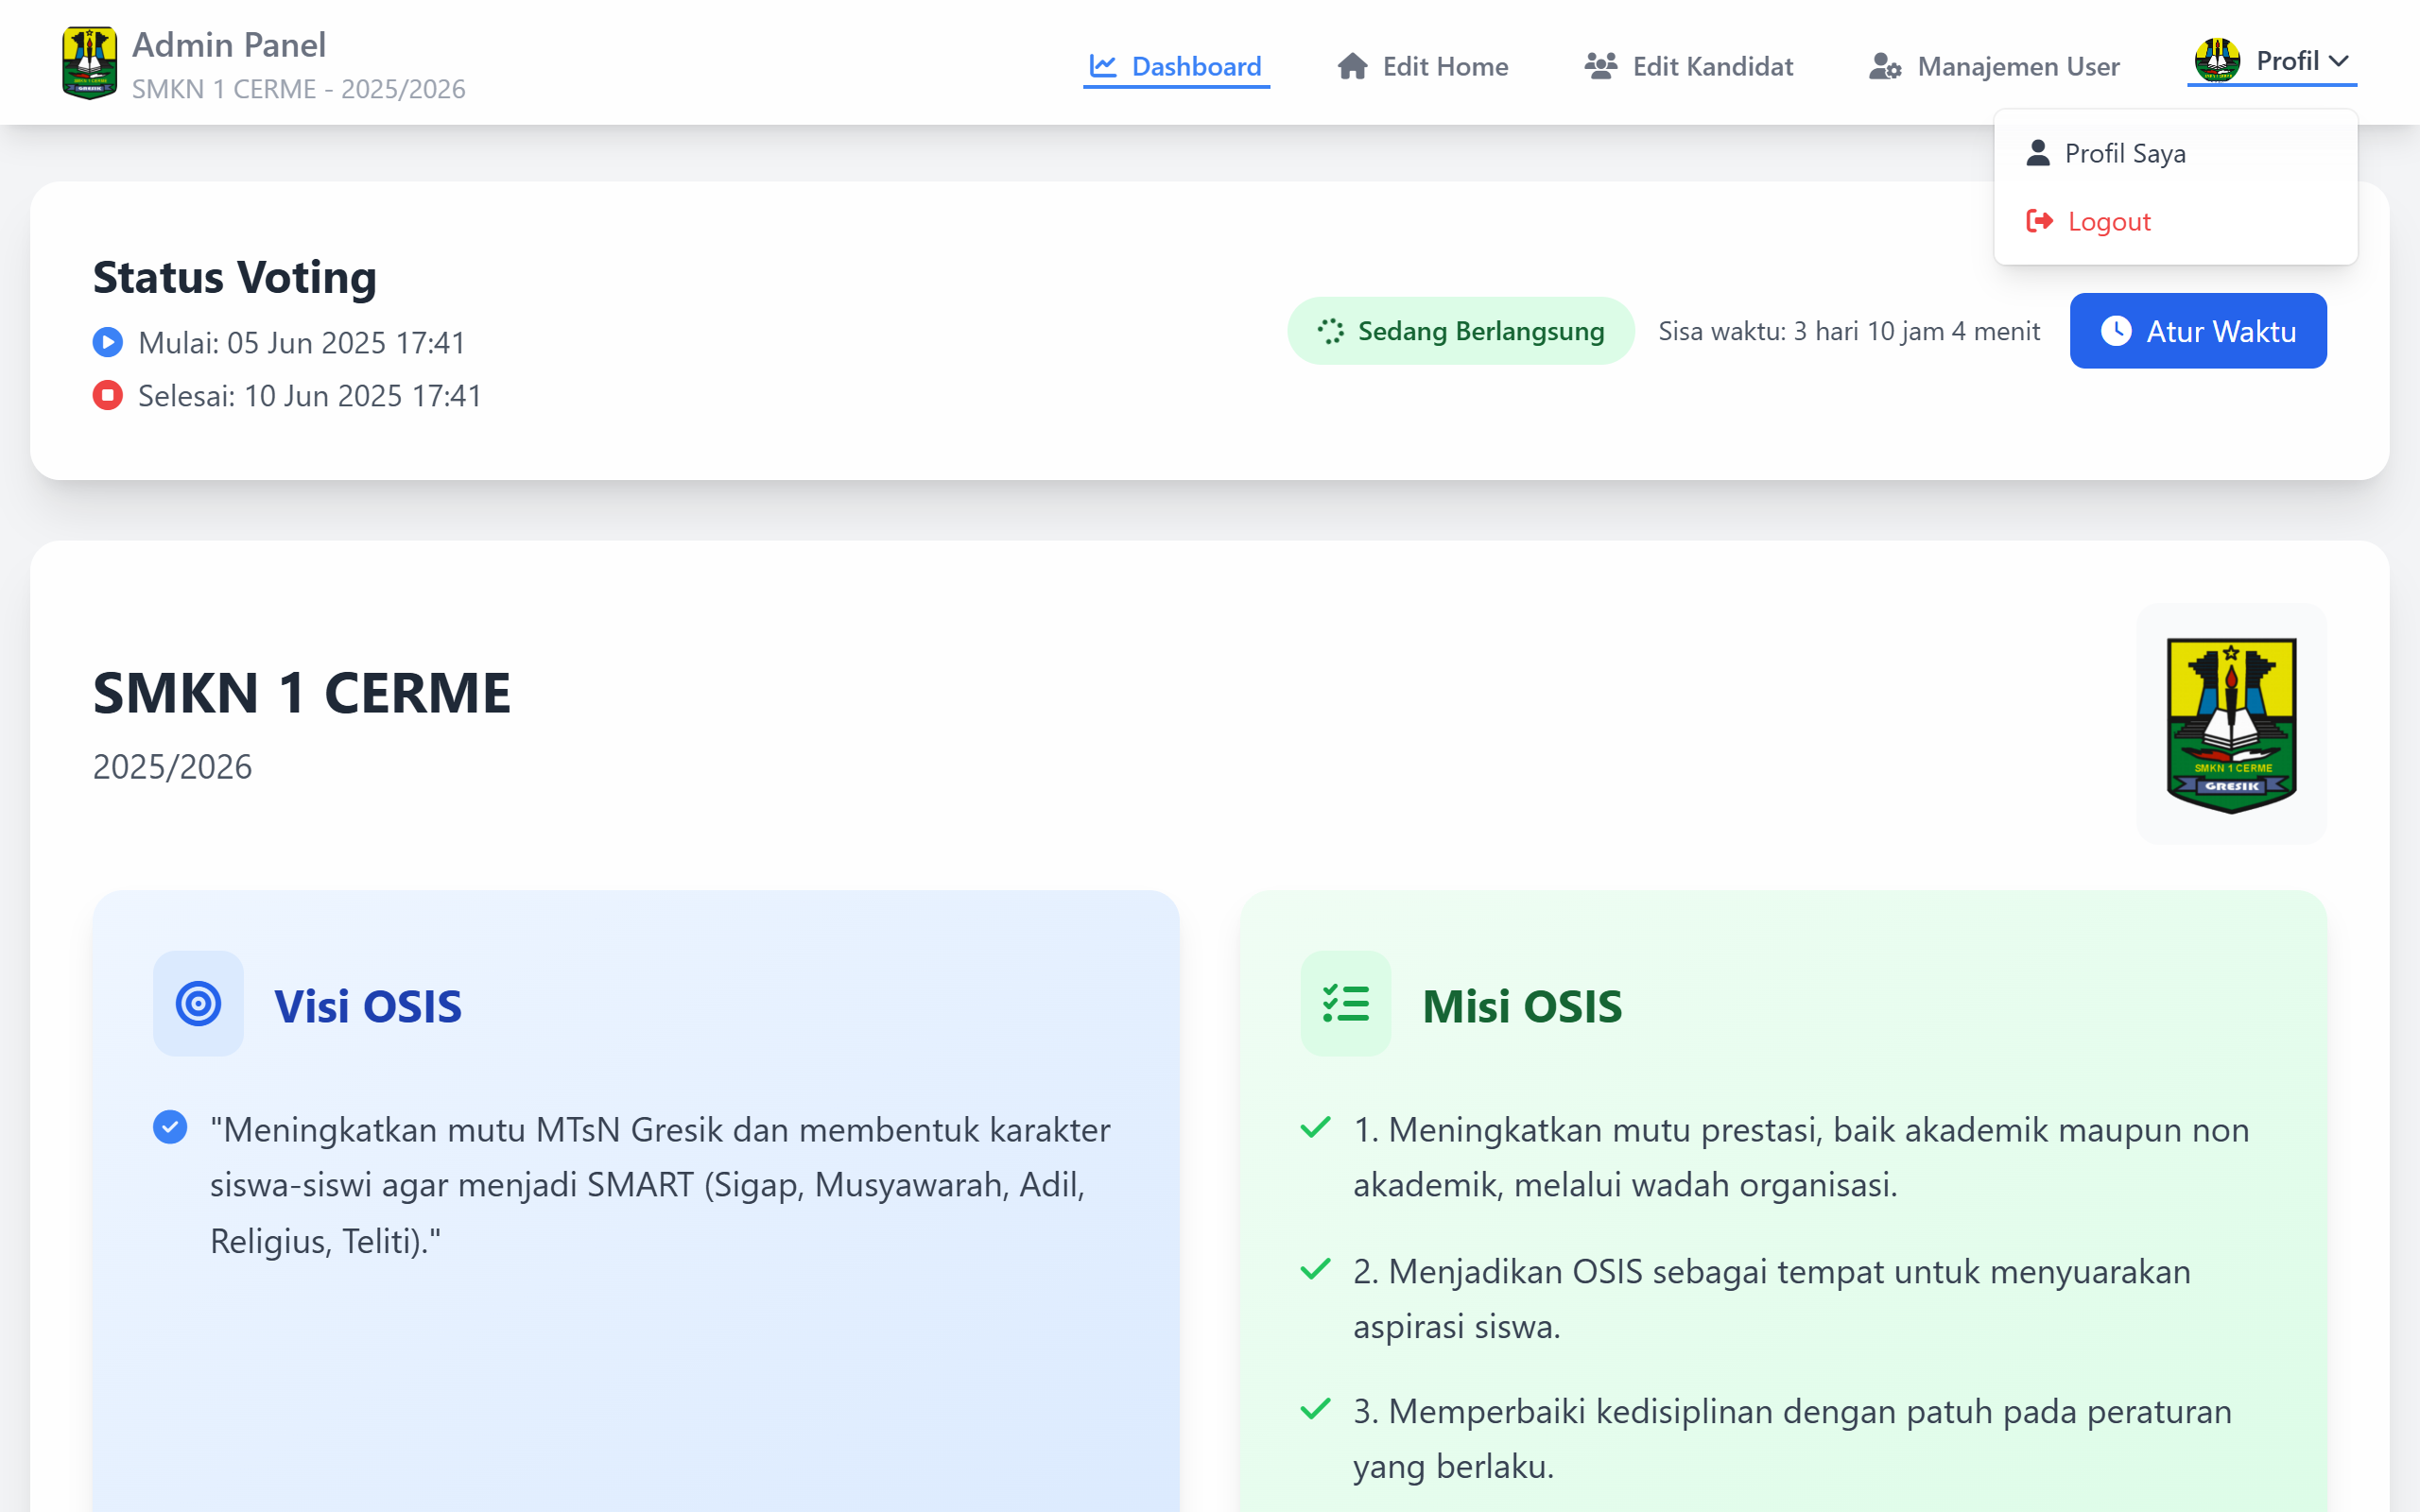 Admin Panel
SMKN 1 CERME - 2025/2026
Dashboard
Edit Home
Edit Kandidat
Manajemen User
Profil
Profil Saya
Logout
Status Voting
Mulai: 05 Jun 2025 17:41
Selesai: 10 Jun 2025 17:41
Sedang Berlangsung
Sisa waktu: 3 hari 10 jam 4 menit
Atur Waktu
SMKN 1 CERME
2025/2026
SMKN 1 CERME
GRESIK
Visi OSIS
"Meningkatkan mutu MTsN Gresik dan membentuk karakter
siswa-siswi agar menjadi SMART (Sigap, Musyawarah, Adil,
Religius, Teliti)."
Misi OSIS
1. Meningkatkan mutu prestasi, baik akademik maupun non
akademik, melalui wadah organisasi.
2. Menjadikan OSIS sebagai tempat untuk menyuarakan
aspirasi siswa.
3. Memperbaiki kedisiplinan dengan patuh pada peraturan
yang berlaku.